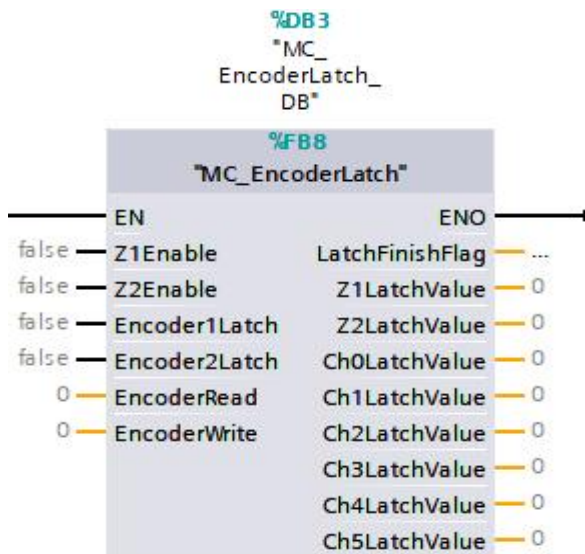 %DB3
"MC_
EncoderLatch_
DB"
%FB8
"MC_EncoderLatch"
EN ENO
false Z1Enable LatchFinishFlag ...
false Z2Enable Z1LatchValue 0
false Encoder1Latch Z2LatchValue 0
false Encoder2Latch Ch0LatchValue 0
0 EncoderRead Ch1LatchValue 0
0 EncoderWrite Ch2LatchValue 0
Ch3LatchValue 0
Ch4LatchValue 0
Ch5LatchValue 0